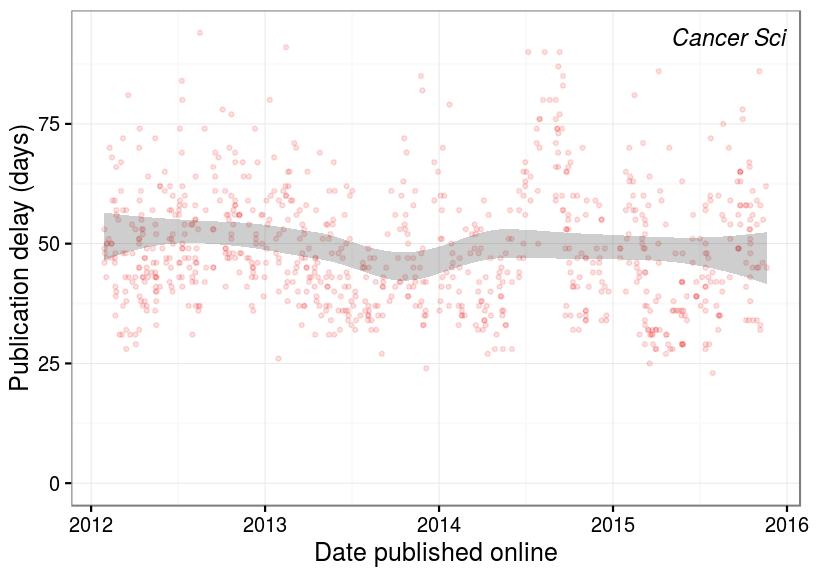 Cancer Sci
Publication delay (days)
75
50
25
0
2012 2013 2014 2015 2016
Date published online